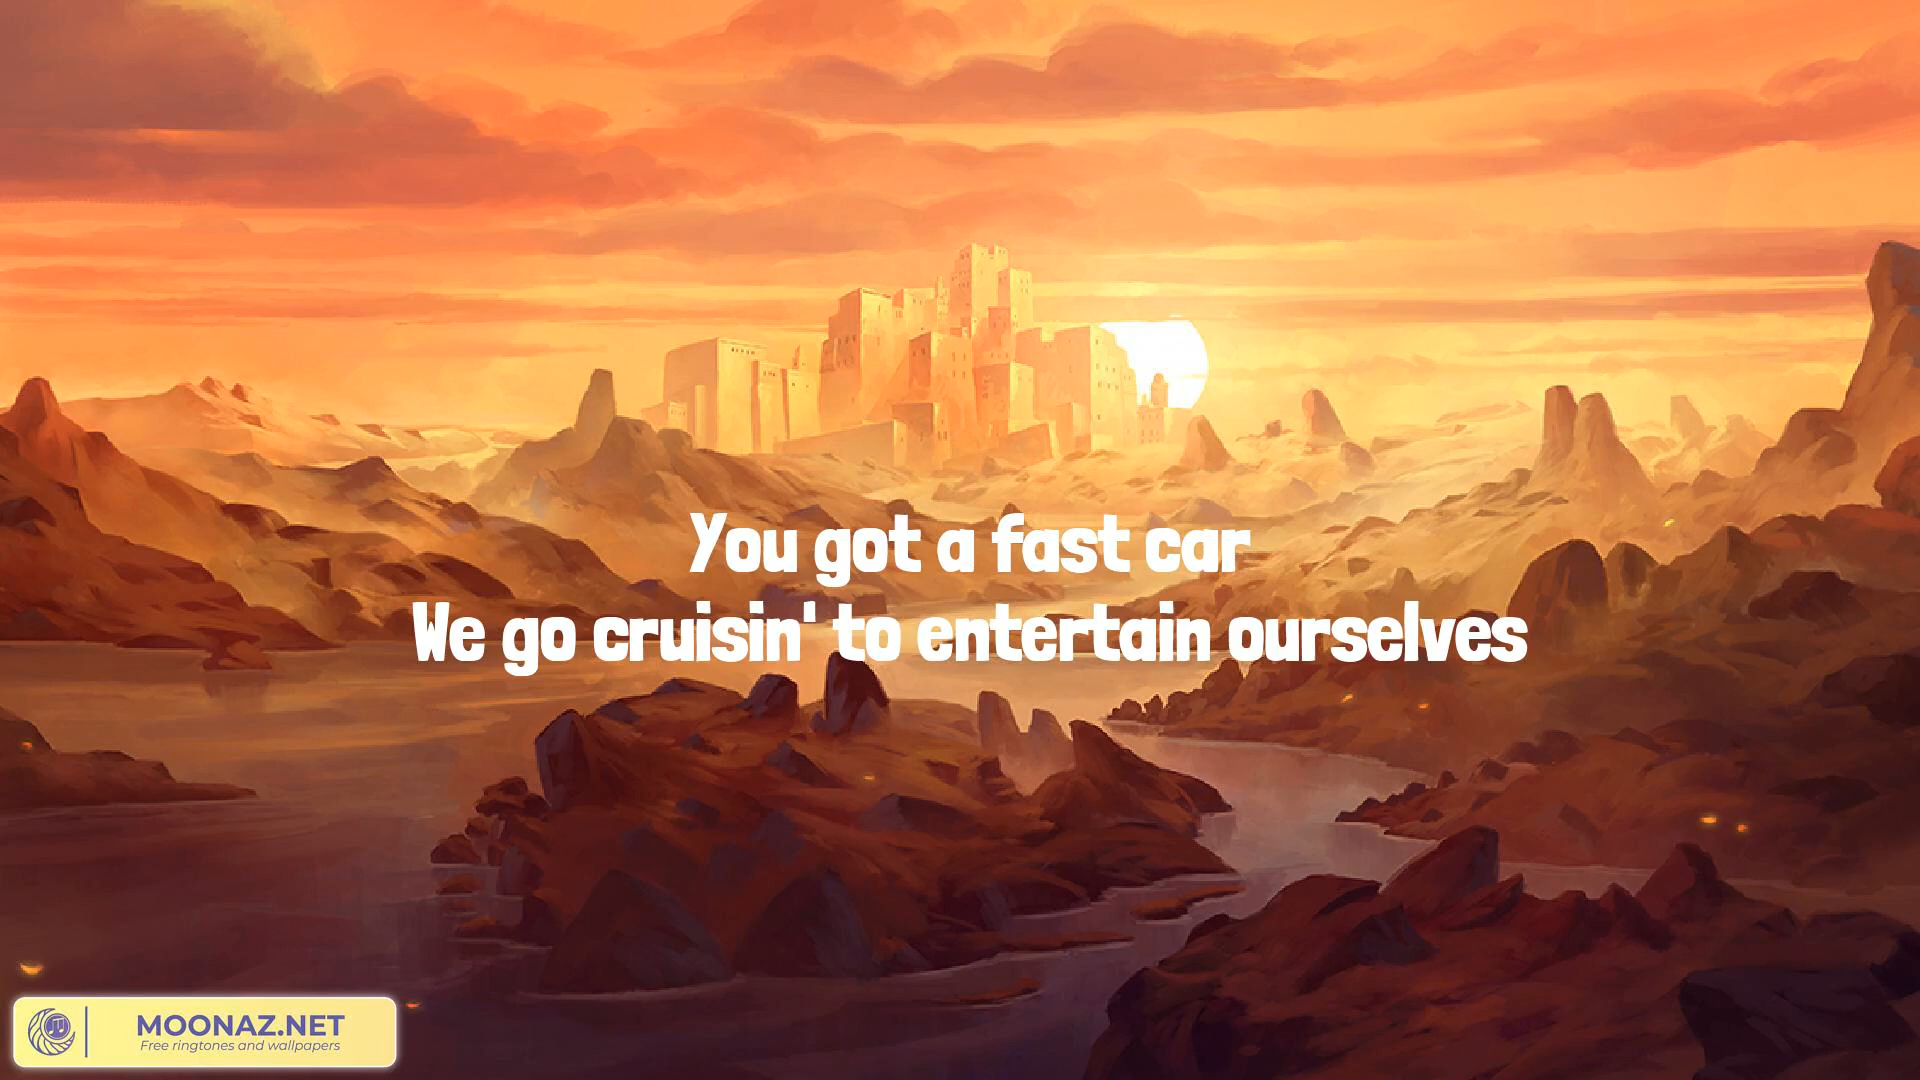 You got a fast car
We go cruisin' to entertain ourselves
MOONAZ.NET
Free ringtones and wallpapers